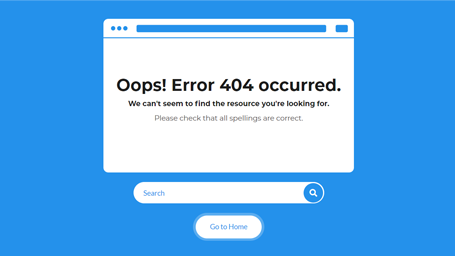 Oops! Error 404 occurred.
We can't seem to find the resource you're looking for.
Please check that all spellings are correct.
Search
Go to Home